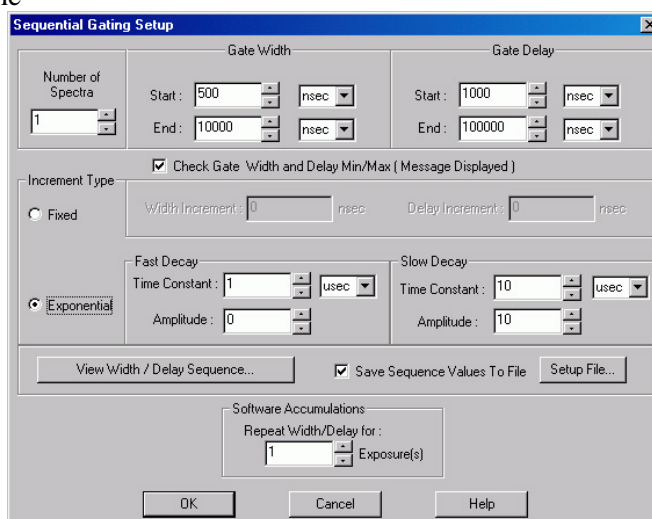 Sequential Gating Setup
Number of Spectra
1
Gate Width
Start : 500 nsec
End : 10000 nsec
Gate Delay
Start : 1000 nsec
End : 100000 nsec
Check Gate Width and Delay Min/Max ( Message Displayed )
Increment Type
Fixed
Width Increment : 0 nsec
Delay Increment : 0 nsec
Exponential
Fast Decay
Time Constant : 1 usec
Amplitude : 0
Slow Decay
Time Constant : 10 usec
Amplitude : 10
View Width / Delay Sequence...
Save Sequence Values To File
Setup File...
Software Accumulations
Repeat Width/Delay for :
1 Exposure(s)
OK
Cancel
Help